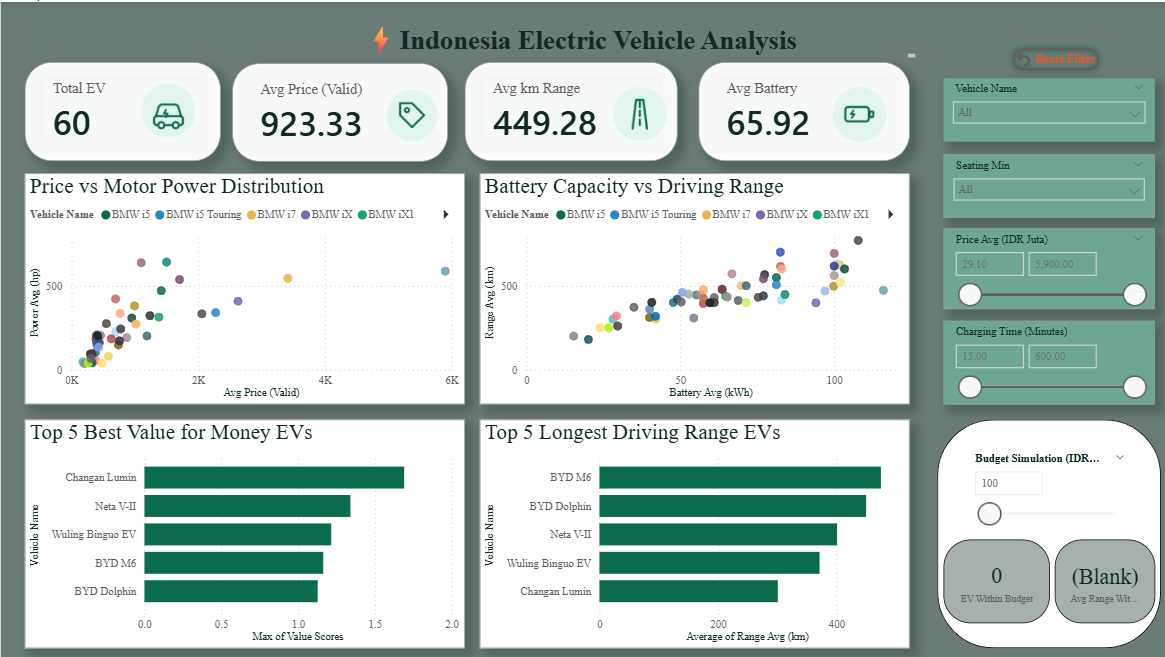 ⚡ Indonesia Electric Vehicle Analysis
Reset Filter
Total EV
60
Avg Price (Valid)
923.33
Avg km Range
449.28
Avg Battery
65.92
Vehicle Name
All
Seating Min
All
Price Avg (IDR Juta)
29.10 5,900.00
Charging Time (Minutes)
15.00 600.00
Price vs Motor Power Distribution
Vehicle Name BMW i5 BMW i5 Touring BMW i7 BMW iX BMW iX1
Power Avg (hp)
500
0
0K 2K 4K 6K
Avg Price (Valid)
Battery Capacity vs Driving Range
Vehicle Name BMW i5 BMW i5 Touring BMW i7 BMW iX BMW iX1
Range Avg (km)
500
0
0 50 100
Battery Avg (kWh)
Top 5 Best Value for Money EVs
Vehicle Name
Changan Lumin
Neta V-II
Wuling Binguo EV
BYD M6
BYD Dolphin
0.0 0.5 1.0 1.5 2.0
Max of Value Scores
Top 5 Longest Driving Range EVs
Vehicle Name
BYD M6
BYD Dolphin
Neta V-II
Wuling Binguo EV
Changan Lumin
0 200 400
Average of Range Avg (km)
Budget Simulation (IDR...
100
0
EV Within Budget
(Blank)
Avg Range Wit...